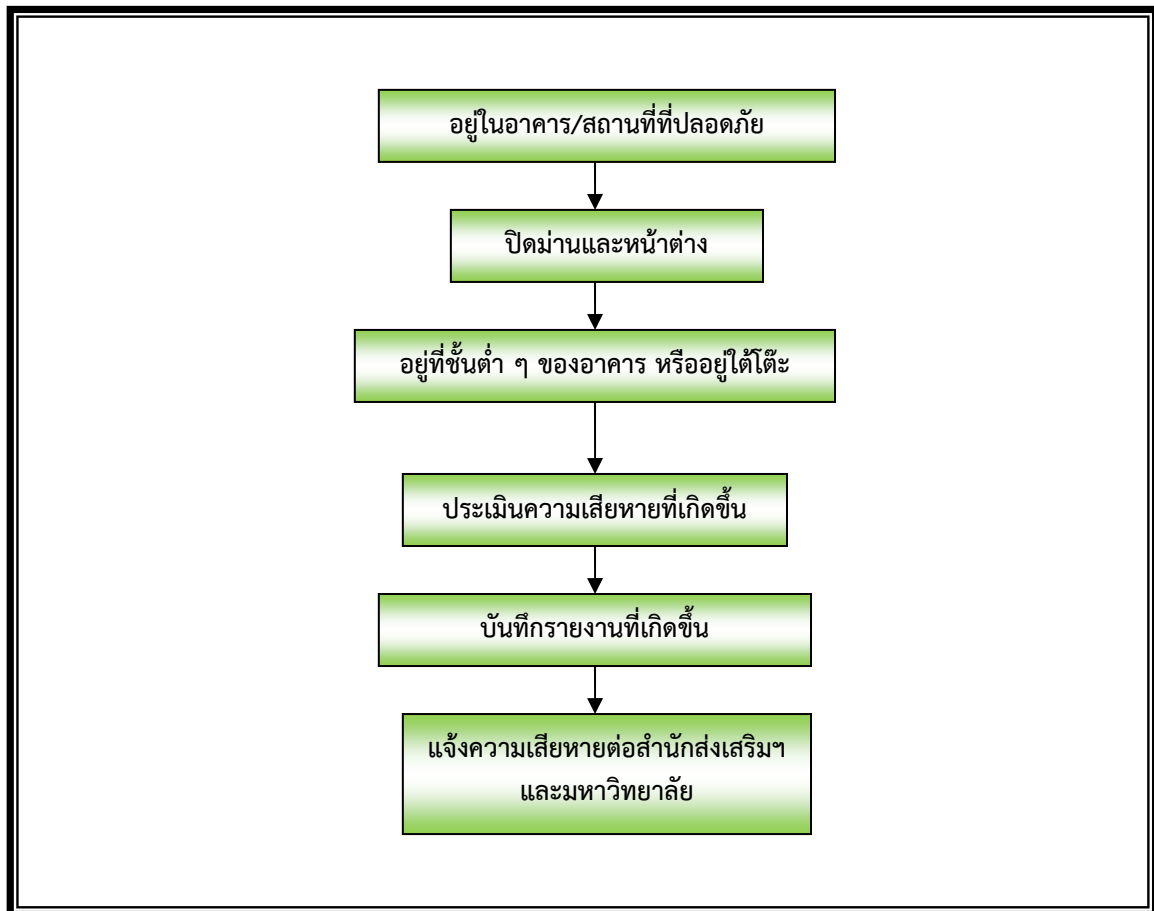 อยู่ในอาคาร/สถานที่ที่ปลอดภัย
ปิดม่านและหน้าต่าง
อยู่ที่ชั้นต่ำ ๆ ของอาคาร หรืออยู่ใต้โต๊ะ
ประเมินความเสียหายที่เกิดขึ้น
บันทึกรายงานที่เกิดขึ้น
แจ้งความเสียหายต่อสำนักส่งเสริมฯ
และมหาวิทยาลัย